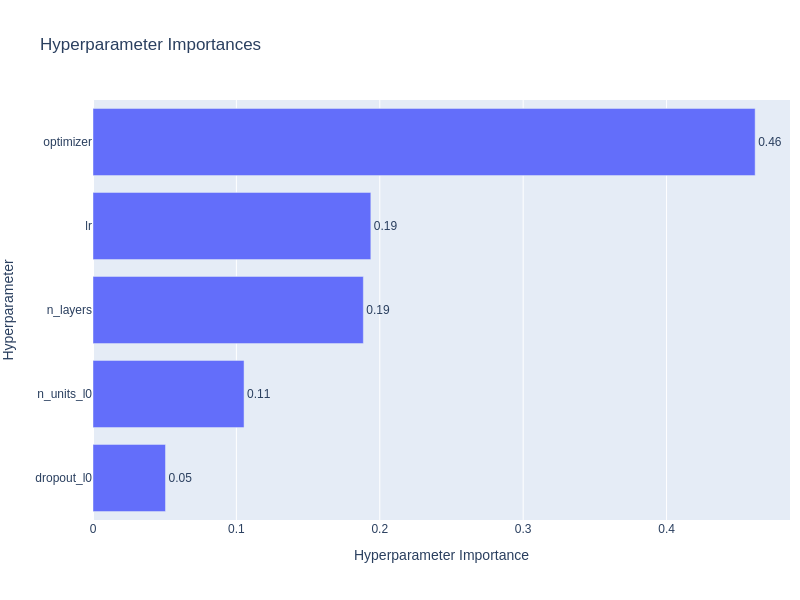 Hyperparameter Importances
Hyperparameter
optimizer 0.46
lr 0.19
n_layers 0.19
n_units_l0 0.11
dropout_l0 0.05
0 0.1 0.2 0.3 0.4
Hyperparameter Importance